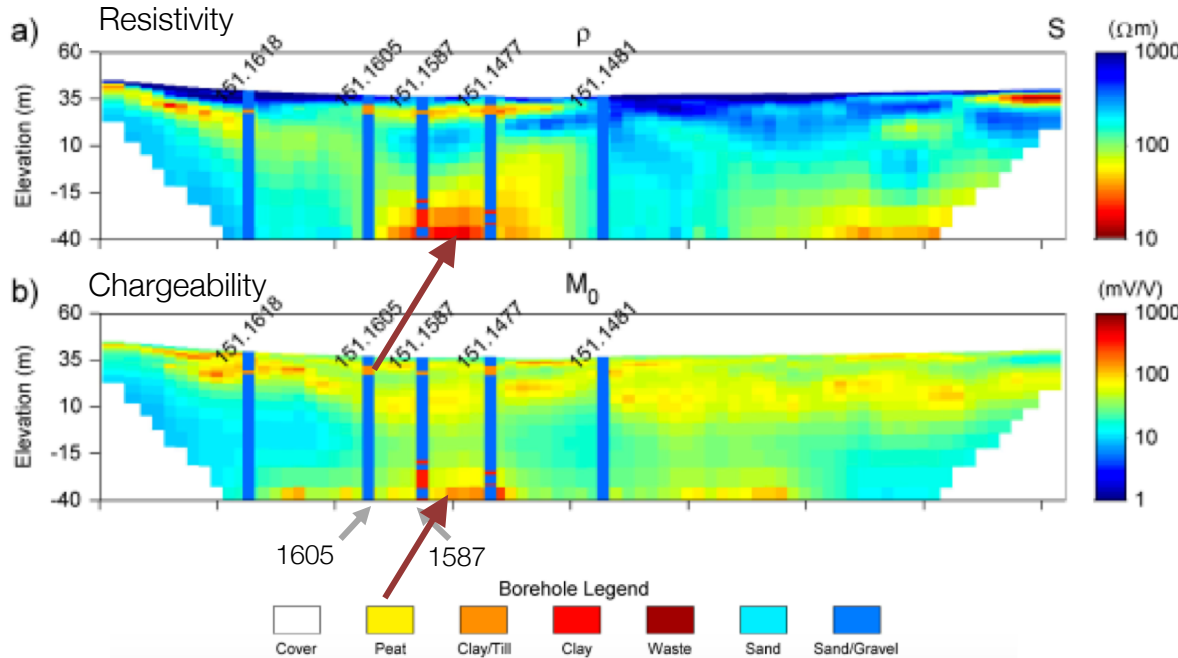 Resistivity
a) ρ S (Ωm)
60 35 10 -15 -40
Elevation (m)
151.1618 151.1605 151.1587 151.1477 151.1481
1000 100 10
Chargeability
b) M0 (mV/V)
60 35 10 -15 -40
Elevation (m)
151.1618 151.1605 151.1587 151.1477 151.1481
1000 100 10 1
1605 1587
Borehole Legend
Cover Peat Clay/Till Clay Waste Sand Sand/Gravel